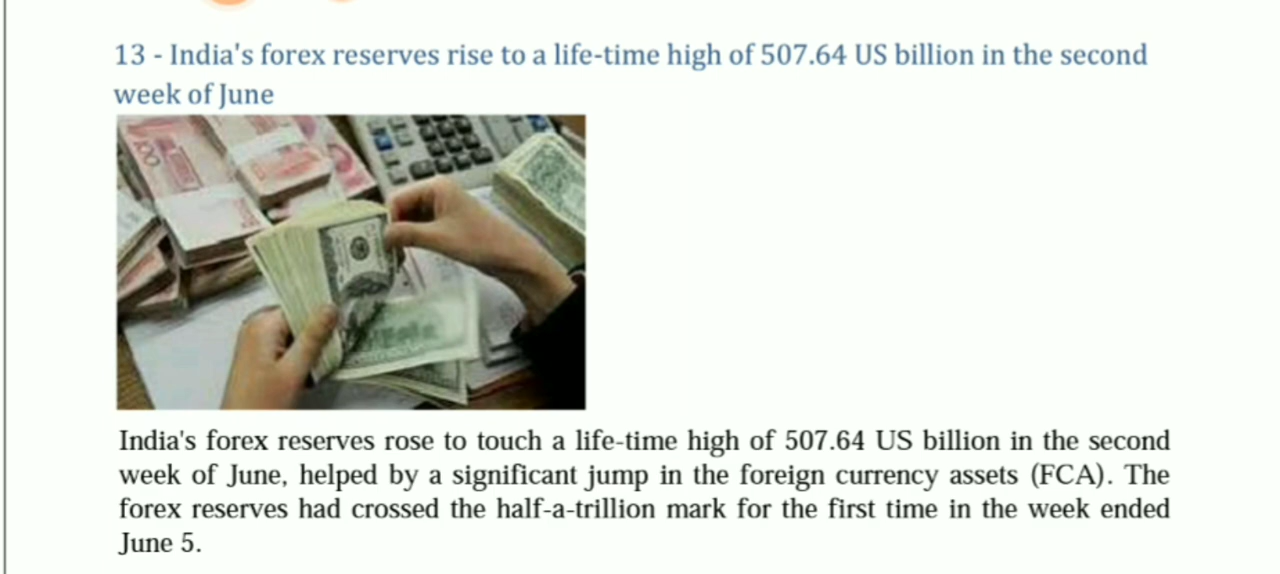 13 - India's forex reserves rise to a life-time high of 507.64 US billion in the second
week of June
100
India's forex reserves rose to touch a life-time high of 507.64 US billion in the second
week of June, helped by a significant jump in the foreign currency assets (FCA). The
forex reserves had crossed the half-a-trillion mark for the first time in the week ended
June 5.